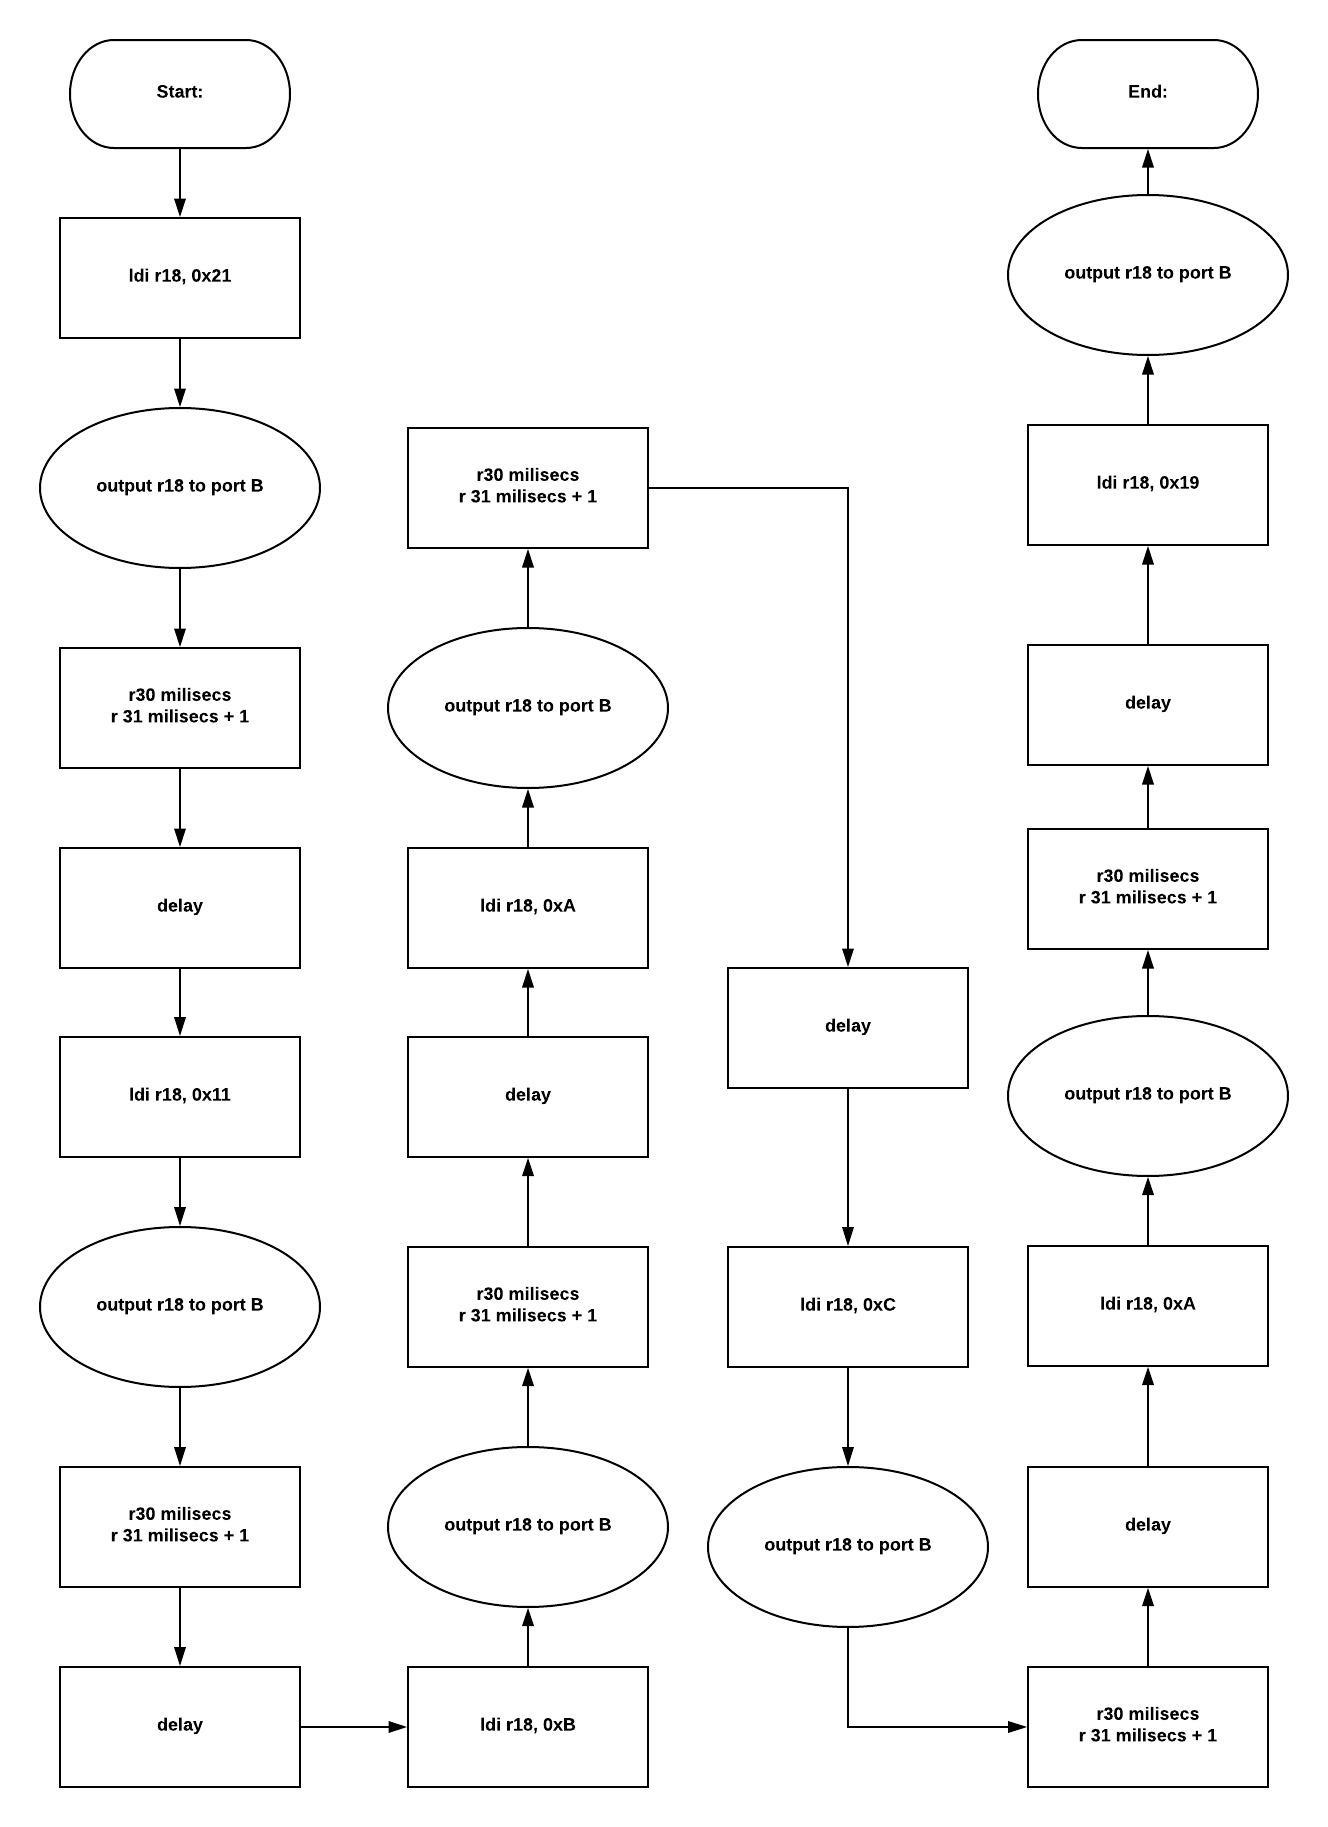 Start:
ldi r18, 0x21
output r18 to port B
r30 milisecs
r 31 milisecs + 1
delay
ldi r18, 0x11
output r18 to port B
r30 milisecs
r 31 milisecs + 1
delay
ldi r18, 0xB
output r18 to port B
r30 milisecs
r 31 milisecs + 1
delay
ldi r18, 0xA
output r18 to port B
r30 milisecs
r 31 milisecs + 1
delay
ldi r18, 0xC
output r18 to port B
r30 milisecs
r 31 milisecs + 1
delay
ldi r18, 0xA
output r18 to port B
r30 milisecs
r 31 milisecs + 1
delay
ldi r18, 0x19
output r18 to port B
End: